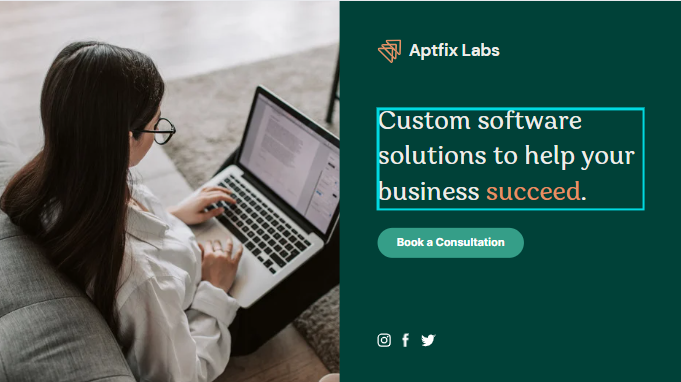 Aptfix Labs
Custom software
solutions to help your
business succeed.
Book a Consultation